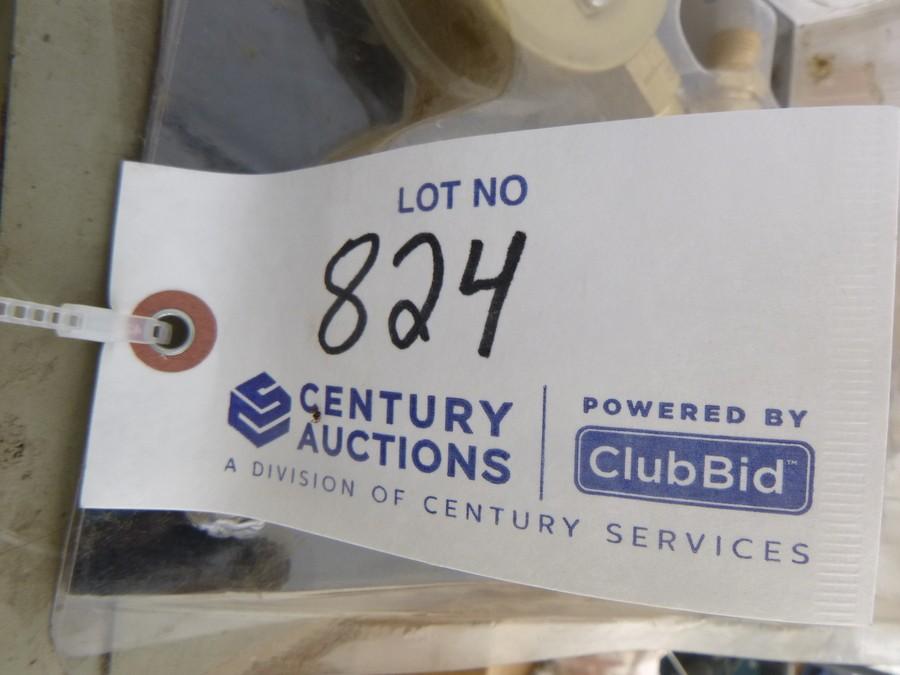 LOT NO
824
CENTURY
AUCTIONS
A DIVISION OF CENTURY SERVICES
POWERED BY
ClubBid™